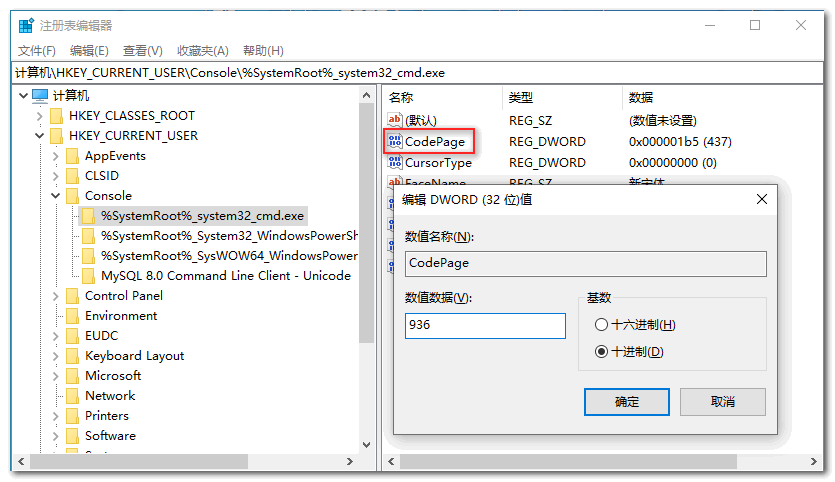 注册表编辑器
文件(F) 编辑(E) 查看(V) 收藏夹(A) 帮助(H)
计算机\HKEY_CURRENT_USER\Console\%SystemRoot%_system32_cmd.exe
计算机
HKEY_CLASSES_ROOT
HKEY_CURRENT_USER
AppEvents
CLSID
Console
%SystemRoot%_system32_cmd.exe
%SystemRoot%_System32_WindowsPowerSh
%SystemRoot%_SysWOW64_WindowsPower
MySQL 8.0 Command Line Client - Unicode
Control Panel
Environment
EUDC
Keyboard Layout
Microsoft
Network
Printers
Software
名称 类型 数据
(默认) REG_SZ (数值未设置)
CodePage REG_DWORD 0x000001b5 (437)
CursorType REG_DWORD 0x00000000 (0)
FaceName REG_SZ 新宋体
编辑 DWORD (32 位)值
数值名称(N):
CodePage
数值数据(V):
936
基数
十六进制(H)
十进制(D)
确定 取消